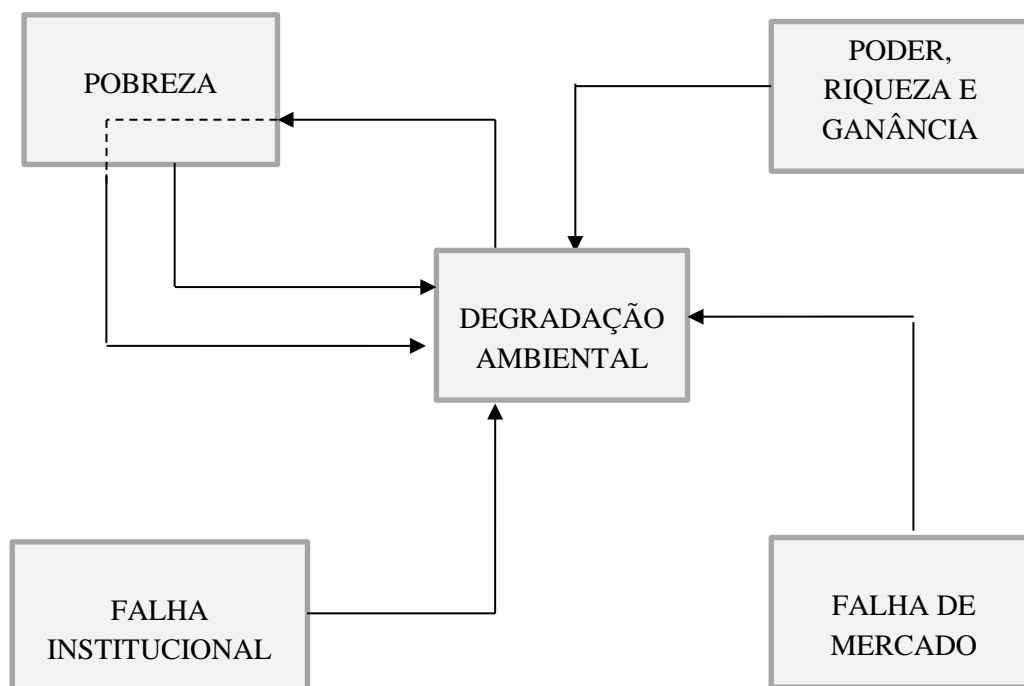 POBREZA
PODER,
RIQUEZA E
GANÂNCIA
DEGRADAÇÃO
AMBIENTAL
FALHA
INSTITUCIONAL
FALHA DE
MERCADO